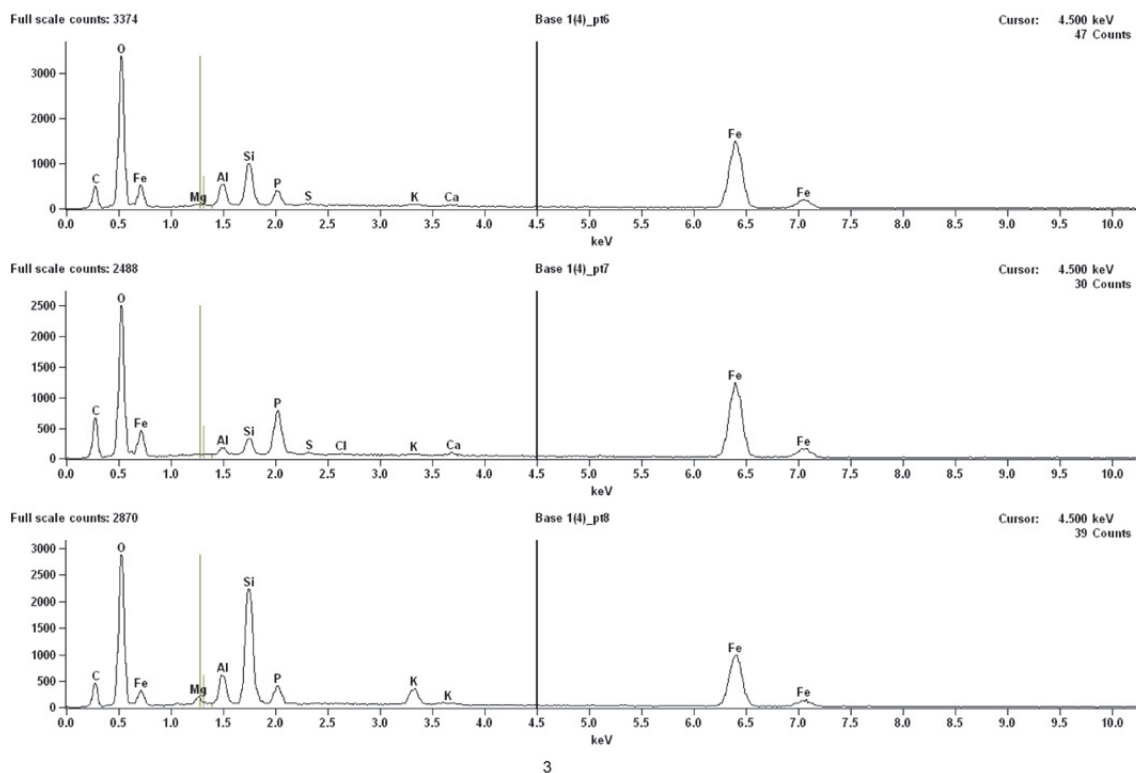 Full scale counts: 3374 Base 1(4)_pt6 Cursor: 4.500 keV
47 Counts
O
3000
2000
Fe
Si
1000
C Fe Al
Mg P S K Ca Fe
0
0.0 0.5 1.0 1.5 2.0 2.5 3.0 3.5 4.0 4.5 5.0 5.5 6.0 6.5 7.0 7.5 8.0 8.5 9.0 9.5 10.0
keV
Full scale counts: 2488 Base 1(4)_pt7 Cursor: 4.500 keV
30 Counts
O
2500
2000
1500
Fe
1000
C P
500 Fe
Al Si S Cl K Ca Fe
0
0.0 0.5 1.0 1.5 2.0 2.5 3.0 3.5 4.0 4.5 5.0 5.5 6.0 6.5 7.0 7.5 8.0 8.5 9.0 9.5 10.0
keV
Full scale counts: 2870 Base 1(4)_pt8 Cursor: 4.500 keV
39 Counts
O
3000
2500
Si
2000
1500
1000 Fe
C Al
500 Fe Mg P K K Fe
0
0.0 0.5 1.0 1.5 2.0 2.5 3.0 3.5 4.0 4.5 5.0 5.5 6.0 6.5 7.0 7.5 8.0 8.5 9.0 9.5 10.0
keV
3